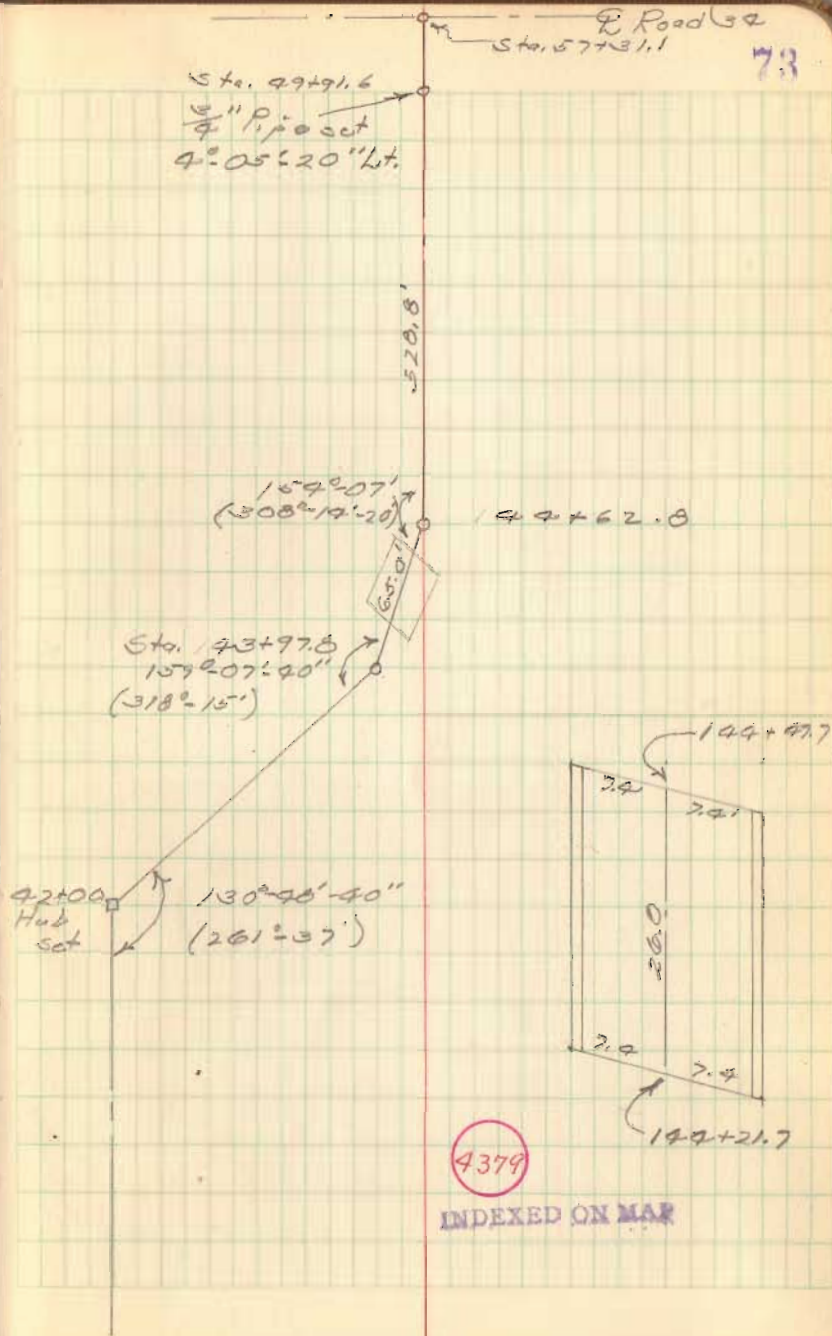 ℄ Road 34
Sta. 57+31.1
73
Sta. 49+91.6
3/4" Pipe set
4°-05'-20" Lt.
528.8'
154°-07'
(308°-14'-20")
144+62.8
65.0'
Sta. 143+97.8
159°-07'-40"
(318°-15')
144+47.7
7.4
7.4'
42+00
Hub
set
130°-48'-40"
(261°-37')
26.0
7.4
7.4
144+21.7
4379
INDEXED ON MAP